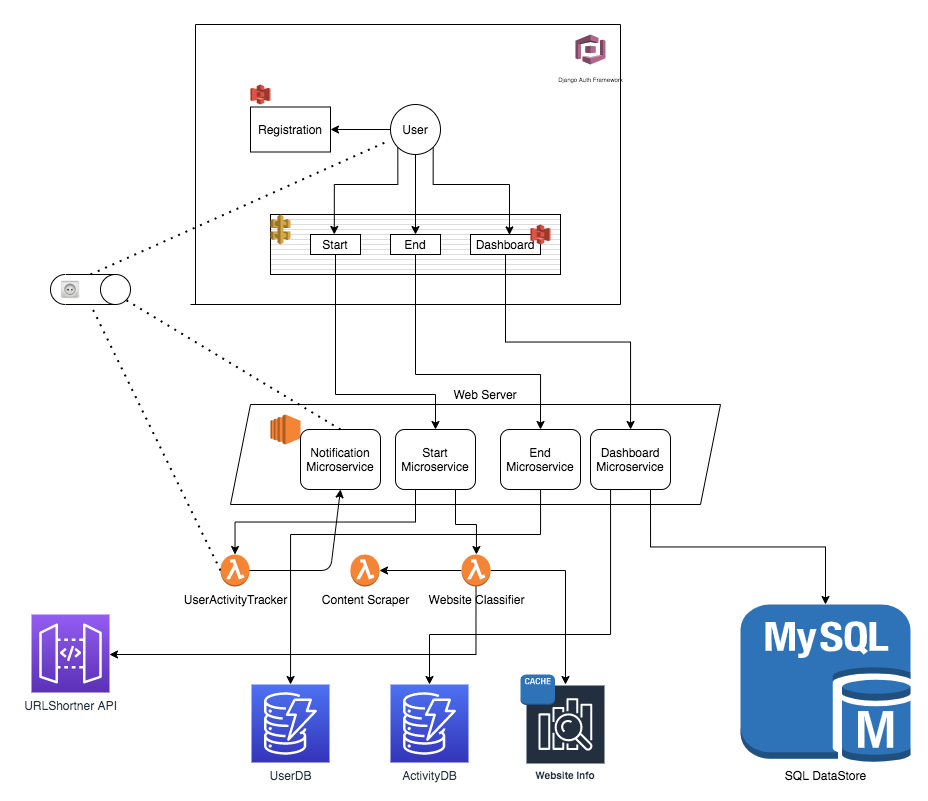 Django Auth Framework
Registration
User
Start
End
Dashboard
Web Server
Notification
Microservice
Start
Microservice
End
Microservice
Dashboard
Microservice
λ
λ
λ
UserActivityTracker
Content Scraper
Website Classifier
</>
URLShortner API
CACHE
MySQL
M
UserDB
ActivityDB
Website Info
SQL DataStore